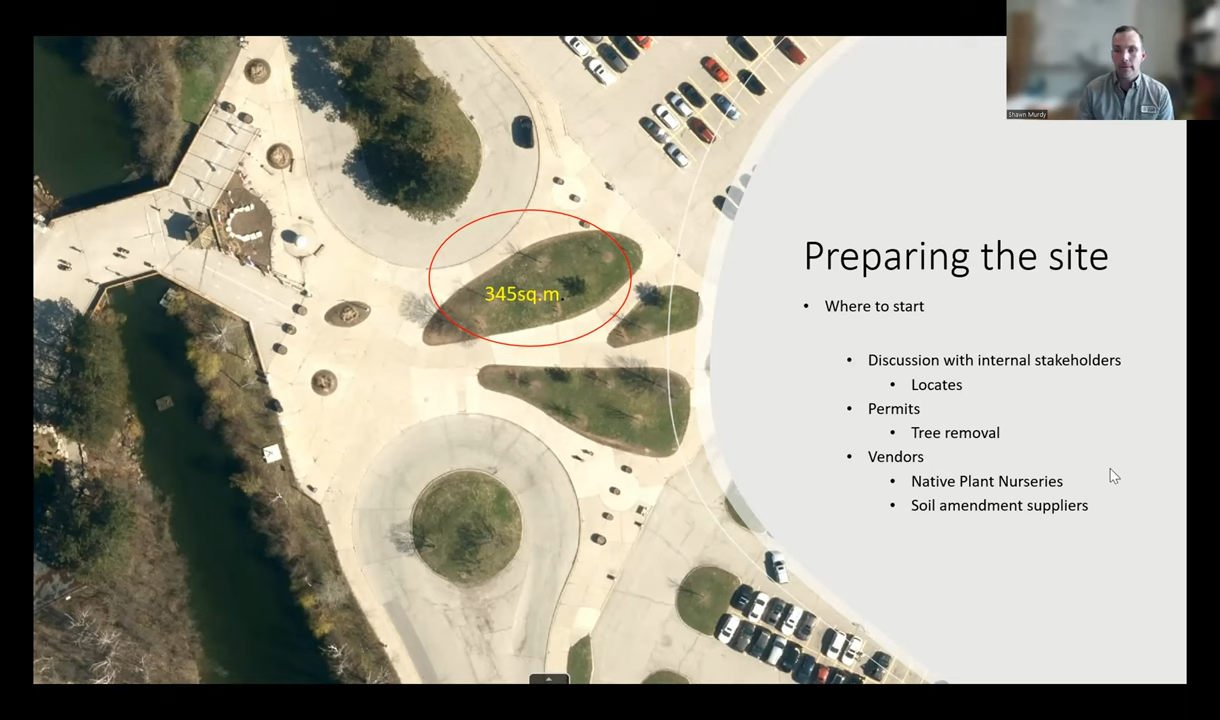 Shawn Murdy
345sq.m.
Preparing the site
• Where to start
• Discussion with internal stakeholders
• Locates
• Permits
• Tree removal
• Vendors
• Native Plant Nurseries
• Soil amendment suppliers